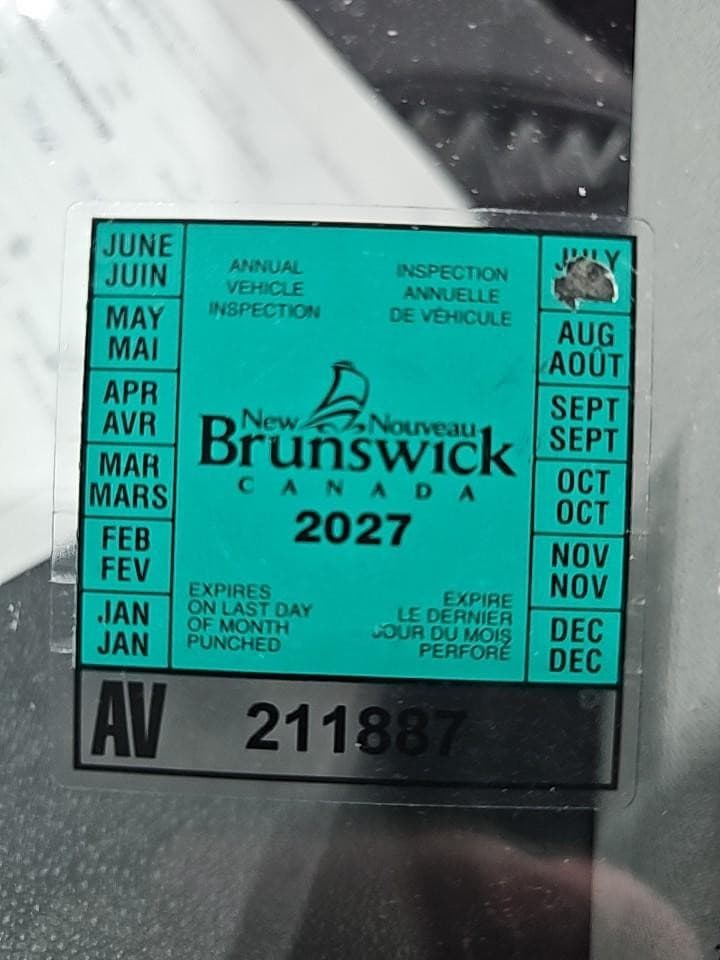 JUNE
JUIN
MAY
MAI
APR
AVR
MAR
MARS
FEB
FEV
JAN
JAN
ANNUAL
VEHICLE
INSPECTION
INSPECTION
ANNUELLE
DE VÉHICULE
New Nouveau
Brunswick
CANADA
2027
EXPIRES
ON LAST DAY
OF MONTH
PUNCHED
EXPIRE
LE DERNIER
JOUR DU MOIS
PERFORÉ
JULY
AUG
AOÛT
SEPT
SEPT
OCT
OCT
NOV
NOV
DEC
DEC
AV 211887